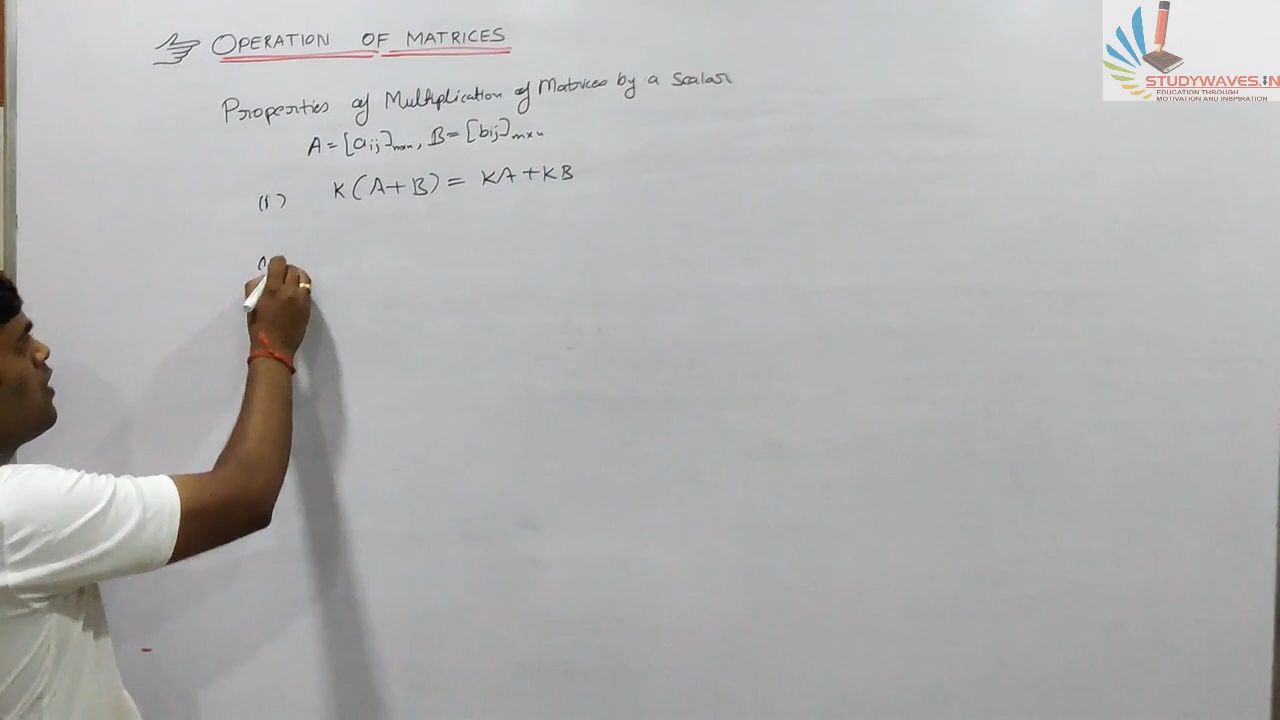 OPERATION OF MATRICES
Properties of Multiplication of Matrices by a Scalar
A = [aij]m×n, B = [bij]m×n
(1) K(A+B) = KA + KB
(
STUDYWAVES.IN
EDUCATION THROUGH
MOTIVATION AND INSPIRATION